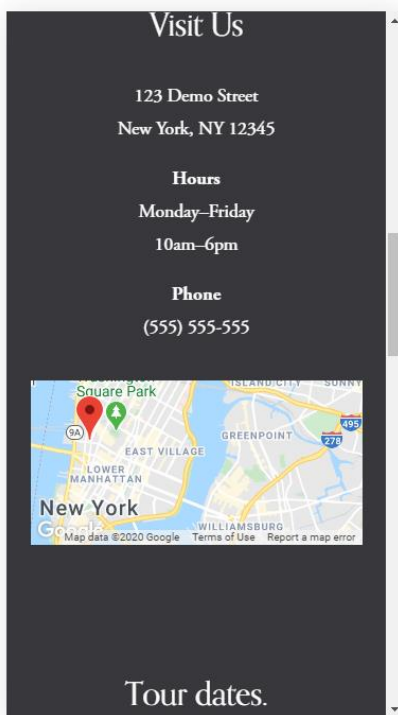 Visit Us
123 Demo Street
New York, NY 12345
Hours
Monday–Friday
10am–6pm
Phone
(555) 555-555
Square Park
ISLAND CITY
SUNNY
495
9A
GREENPOINT
278
EAST VILLAGE
LOWER
MANHATTAN
New York
WILLIAMSBURG
Google
Map data ©2020 Google Terms of Use Report a map error
Tour dates.